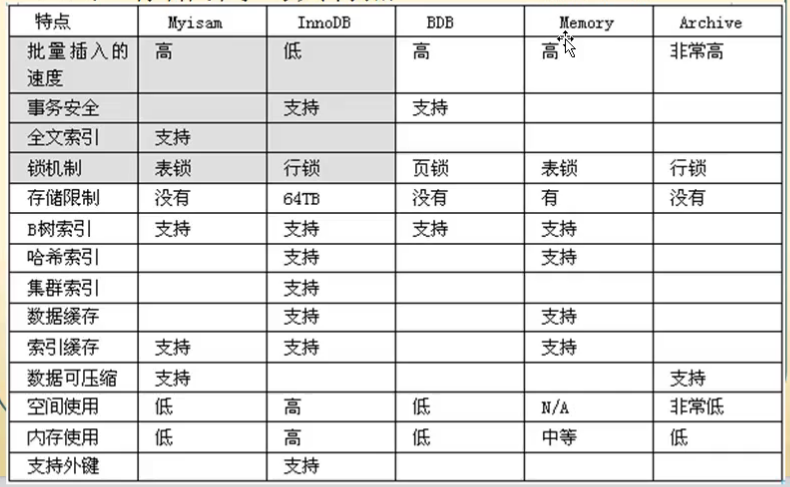 特点 Myisam InnoDB BDB Memory Archive
批量插入的 高 低 高 高 非常高
速度
事务安全 支持 支持
全文索引 支持
锁机制 表锁 行锁 页锁 表锁 行锁
存储限制 没有 64TB 没有 有 没有
B树索引 支持 支持 支持 支持
哈希索引 支持 支持
集群索引 支持
数据缓存 支持 支持
索引缓存 支持 支持 支持
数据可压缩 支持 支持
空间使用 低 高 低 N/A 非常低
内存使用 低 高 低 中等 低
支持外键 支持